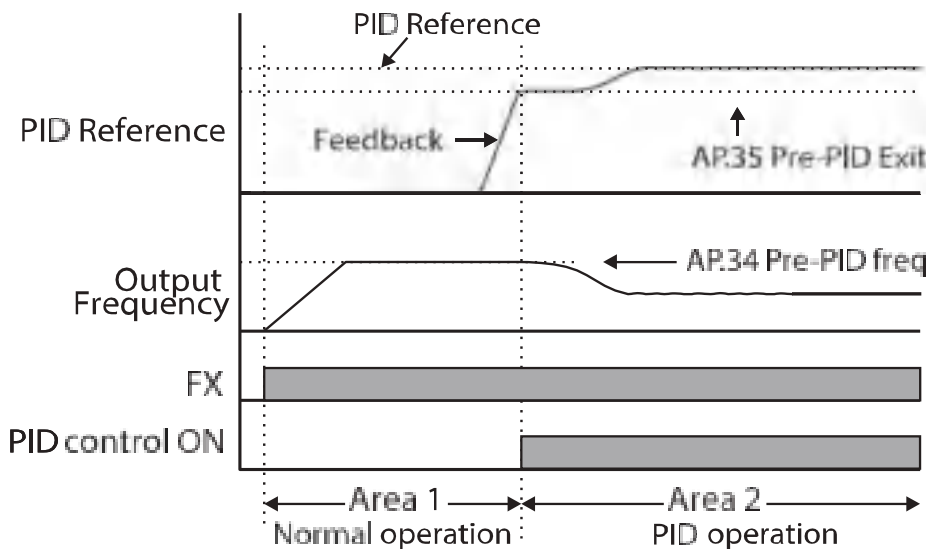 PID Reference
PID Reference
Feedback
AP.35 Pre-PID Exit
Output
Frequency
AP.34 Pre-PID freq
FX
PID control ON
Area 1
Area 2
Normal operation
PID operation